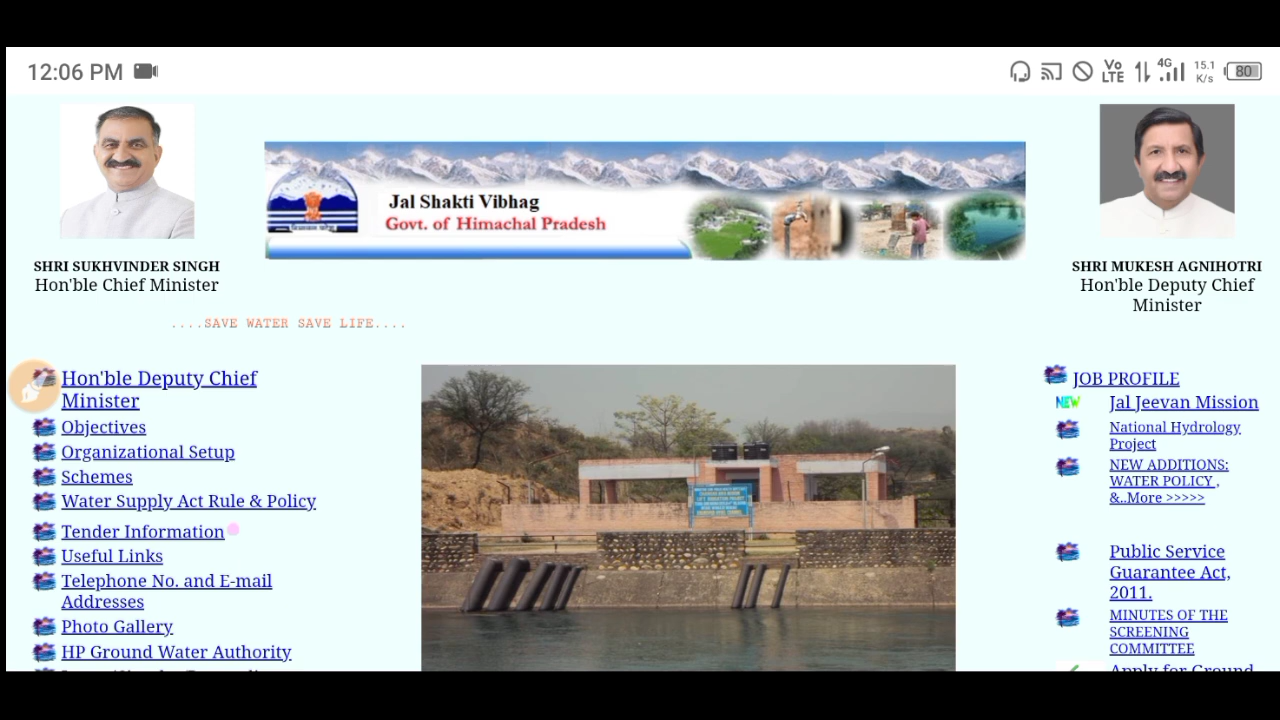 12:06 PM
Vo
LTE
4G
15.1
K/s
80
Jal Shakti Vibhag
Govt. of Himachal Pradesh
SHRI SUKHVINDER SINGH
Hon'ble Chief Minister
SHRI MUKESH AGNIHOTRI
Hon'ble Deputy Chief
Minister
....SAVE WATER SAVE LIFE....
Hon'ble Deputy Chief
Minister
Objectives
Organizational Setup
Schemes
Water Supply Act Rule & Policy
Tender Information
Useful Links
Telephone No. and E-mail
Addresses
Photo Gallery
HP Ground Water Authority
JOB PROFILE
NEW
Jal Jeevan Mission
National Hydrology
Project
NEW ADDITIONS:
WATER POLICY ,
&..More >>>>>
Public Service
Guarantee Act,
2011.
MINUTES OF THE
SCREENING
COMMITTEE
Apply for Ground